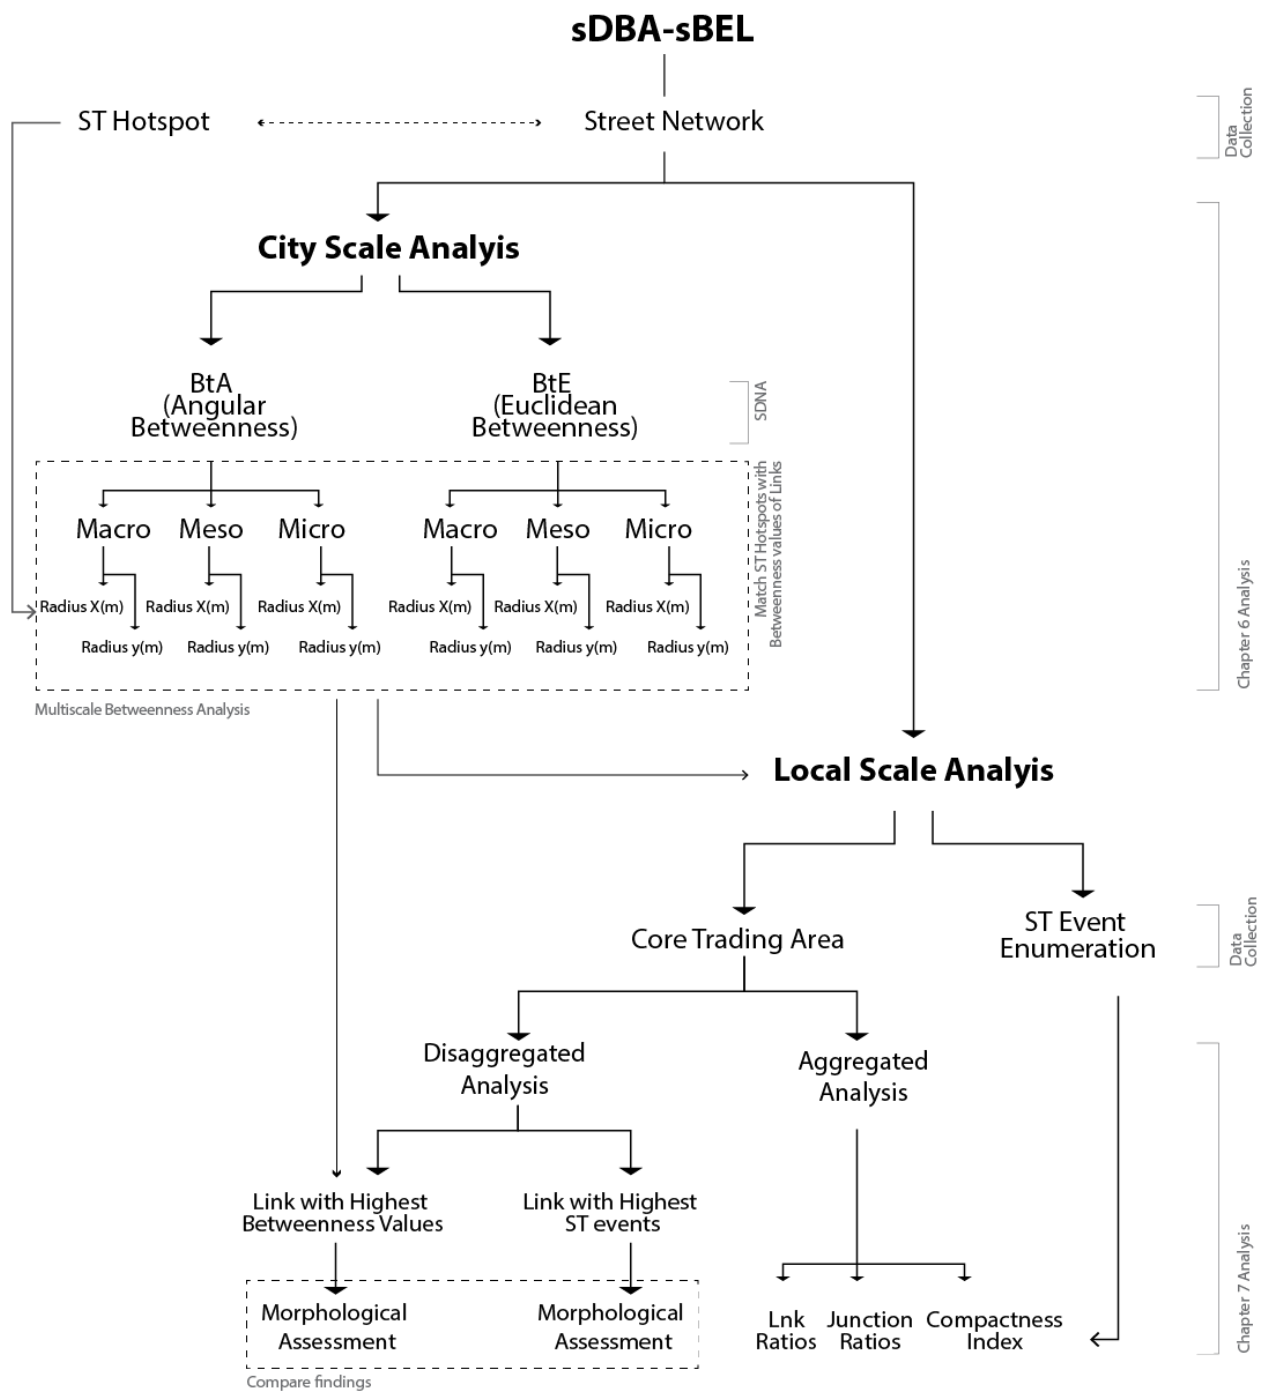 sDBA-sBEL
ST Hotspot
Street Network
Data
Collection
City Scale Analyis
BtA
(Angular
Betweenness)
BtE
(Euclidean
Betweenness)
SDNA
Macro
Meso
Micro
Macro
Meso
Micro
Radius X(m)
Radius X(m)
Radius X(m)
Radius X(m)
Radius X(m)
Radius X(m)
Radius y(m)
Radius y(m)
Radius y(m)
Radius y(m)
Radius y(m)
Radius y(m)
Match ST Hotspots with
Betweenness values of Links
Chapter 6 Analysis
Multiscale Betweenness Analysis
Local Scale Analyis
Core Trading Area
ST Event
Enumeration
Data
Collection
Disaggregated
Analysis
Aggregated
Analysis
Link with Highest
Betweenness Values
Link with Highest
ST events
Morphological
Assessment
Morphological
Assessment
Lnk
Ratios
Junction
Ratios
Compactness
Index
Chapter 7 Analysis
Compare findings